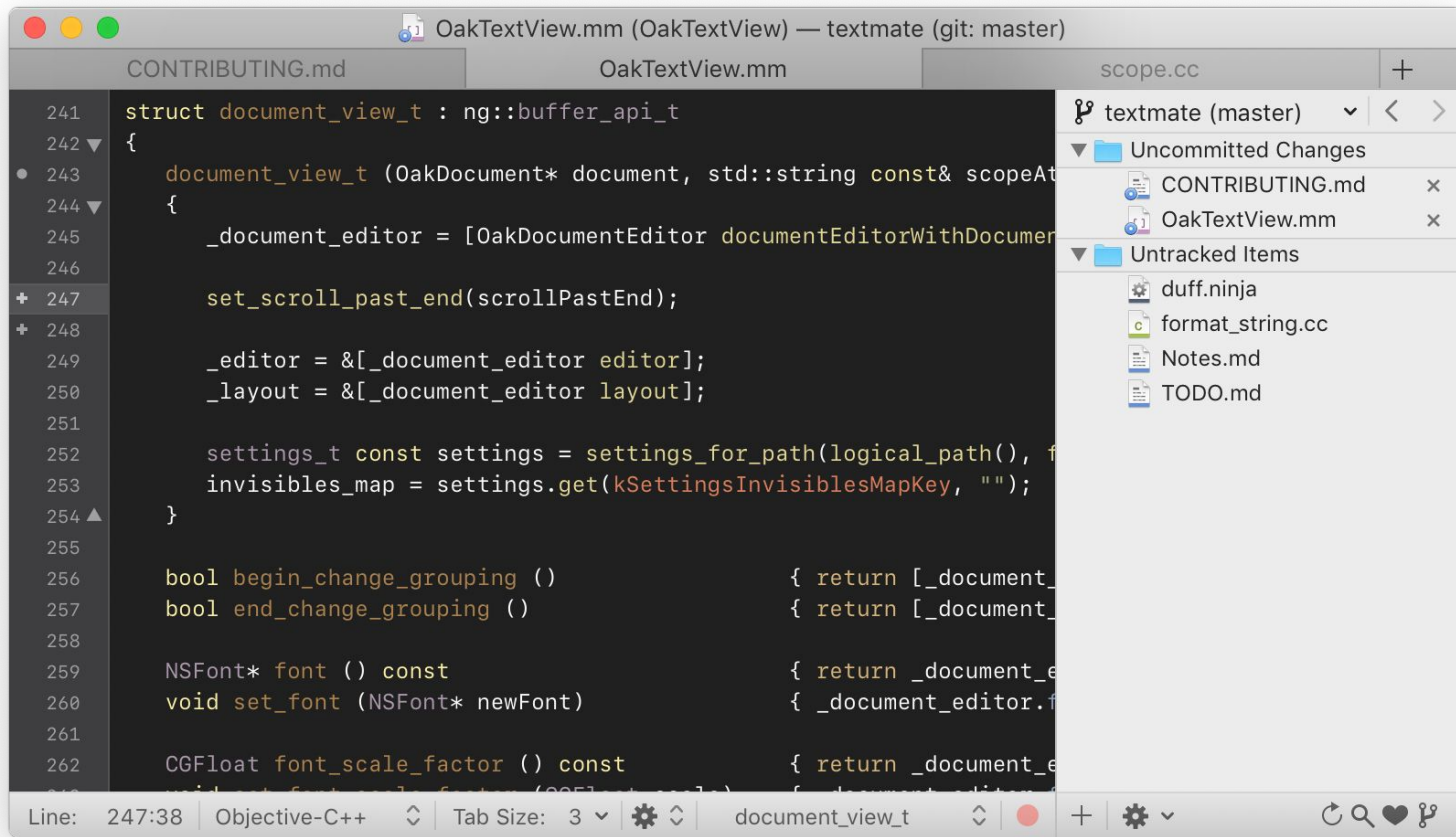 OakTextView.mm (OakTextView) — textmate (git: master)
CONTRIBUTING.md OakTextView.mm scope.cc
241 struct document_view_t : ng::buffer_api_t
242 {
243 document_view_t (OakDocument* document, std::string const& scopeAt
244 {
245 _document_editor = [OakDocumentEditor documentEditorWithDocumen
246
247 set_scroll_past_end(scrollPastEnd);
248
249 _editor = &[_document_editor editor];
250 _layout = &[_document_editor layout];
251
252 settings_t const settings = settings_for_path(logical_path(), f
253 invisibles_map = settings.get(kSettingsInvisiblesMapKey, "");
254 }
255
256 bool begin_change_grouping () { return [_document_
257 bool end_change_grouping () { return [_document_
258
259 NSFont* font () const { return _document_e
260 void set_font (NSFont* newFont) { _document_editor.f
261
262 CGFloat font_scale_factor () const { return _document_e
Line: 247:38 Objective-C++ Tab Size: 3 document_view_t
textmate (master)
Uncommitted Changes
CONTRIBUTING.md
OakTextView.mm
Untracked Items
duff.ninja
format_string.cc
Notes.md
TODO.md